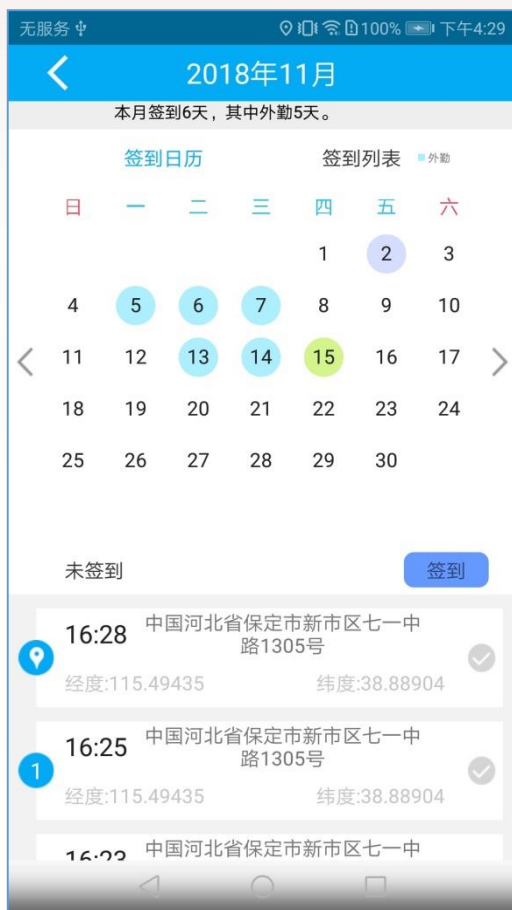 无服务 100% 下午4:29
2018年11月
本月签到6天，其中外勤5天。
签到日历 签到列表 外勤
日 一 二 三 四 五 六
1 2 3
4 5 6 7 8 9 10
11 12 13 14 15 16 17
18 19 20 21 22 23 24
25 26 27 28 29 30
未签到 签到
16:28 中国河北省保定市新市区七一中
路1305号
经度:115.49435 纬度:38.88904
16:25 中国河北省保定市新市区七一中
路1305号
1
经度:115.49435 纬度:38.88904
16:23 中国河北省保定市新市区七一中